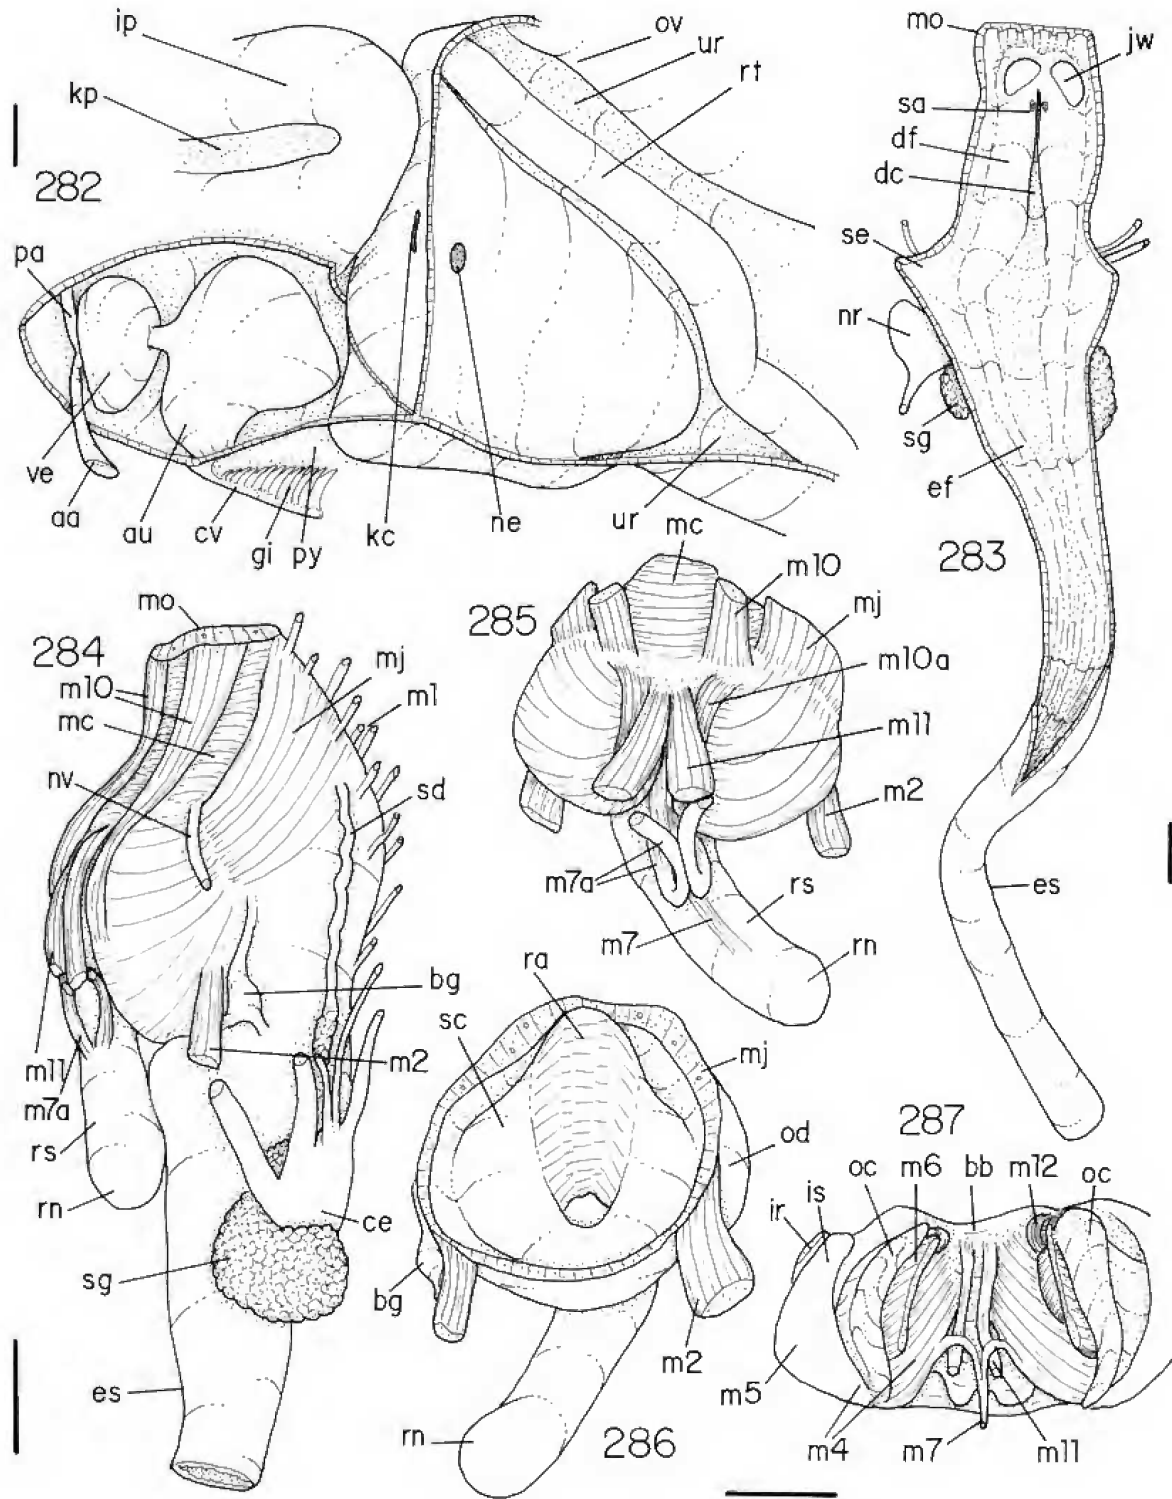 ip
ov
ur
rt
kp
282
pa
ve
aa
au
cv
gi
py
kc
ne
ur
mo
jw
sa
df
dc
se
nr
sg
ef
283
es
mo
284
m10
mc
nv
mj
m1
sd
bg
m2
m11
m7a
rs
rn
ce
sg
es
mc
m10
285
mj
m10a
m11
m2
m7a
m7
rs
rn
ra
sc
mj
od
bg
m2
rn
286
287
oc
m6
bb
m12
oc
is
ir
m5
m4
m7
m11